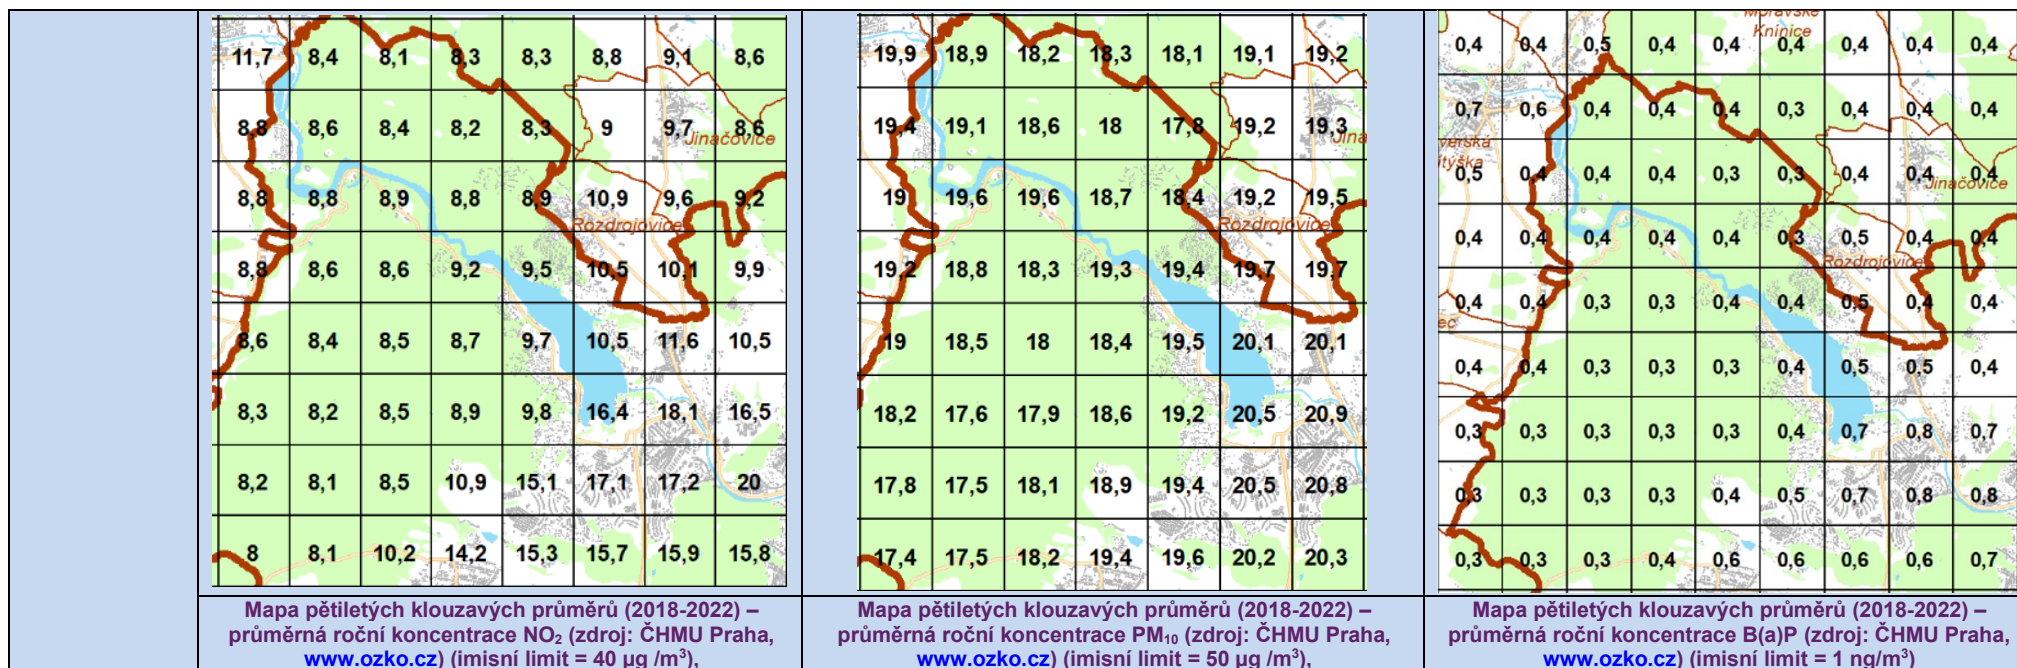 11,7 8,4 8,1 8,3 8,3 8,8 9,1 8,6
8,8 8,6 8,4 8,2 8,3 9 9,7 8,6
Jinačovice
8,8 8,8 8,9 8,8 8,9 10,9 9,6 9,2
Rozdrojovice
8,8 8,6 8,6 9,2 9,5 10,5 10,1 9,9
8,6 8,4 8,5 8,7 9,7 10,5 11,6 10,5
8,3 8,2 8,5 8,9 9,8 16,4 18,1 16,5
8,2 8,1 8,5 10,9 15,1 17,1 17,2 20
8 8,1 10,2 14,2 15,3 15,7 15,9 15,8
Mapa pětiletých klouzavých průměrů (2018-2022) –
průměrná roční koncentrace NO₂ (zdroj: ČHMU Praha,
www.ozko.cz) (imisní limit = 40 µg /m³),
19,9 18,9 18,2 18,3 18,1 19,1 19,2
19,4 19,1 18,6 18 17,8 19,2 19,3
Jina
19 19,6 19,6 18,7 18,4 19,2 19,5
Rozdrojovice
19,2 18,8 18,3 19,3 19,4 19,7 19,7
19 18,5 18 18,4 19,5 20,1 20,1
18,2 17,6 17,9 18,6 19,2 20,5 20,9
17,8 17,5 18,1 18,9 19,4 20,5 20,8
17,4 17,5 18,2 19,4 19,6 20,2 20,3
Mapa pětiletých klouzavých průměrů (2018-2022) –
průměrná roční koncentrace PM₁₀ (zdroj: ČHMU Praha,
www.ozko.cz) (imisní limit = 50 µg /m³),
Moravské
Knínice
0,4 0,4 0,5 0,4 0,4 0,4 0,4 0,4 0,4
0,7 0,6 0,4 0,4 0,4 0,3 0,4 0,4 0,4
verská
ítýška
0,5 0,4 0,4 0,4 0,3 0,3 0,4 0,4 0,4
Jinačovice
0,4 0,4 0,4 0,4 0,4 0,3 0,5 0,4 0,4
Rozdrojovice
0,4 0,4 0,3 0,3 0,4 0,4 0,5 0,4 0,4
ec
0,4 0,4 0,3 0,3 0,3 0,4 0,5 0,5 0,4
0,3 0,3 0,3 0,3 0,3 0,4 0,7 0,8 0,7
0,3 0,3 0,3 0,3 0,4 0,5 0,7 0,8 0,8
0,3 0,3 0,3 0,4 0,6 0,6 0,6 0,6 0,7
Mapa pětiletých klouzavých průměrů (2018-2022) –
průměrná roční koncentrace B(a)P (zdroj: ČHMU Praha,
www.ozko.cz) (imisní limit = 1 ng/m³)